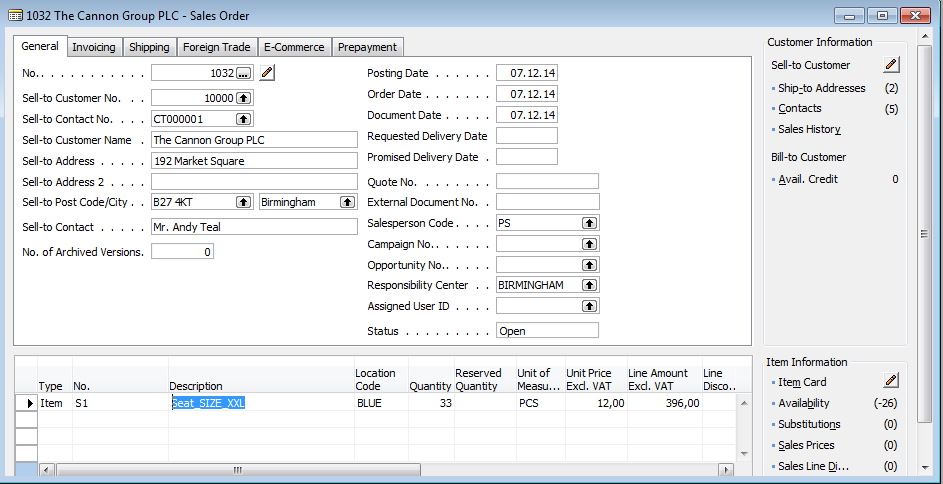 1032 The Cannon Group PLC - Sales Order
General Invoicing Shipping Foreign Trade E-Commerce Prepayment
No. . . . . . . . . . . . 1032 ...
Sell-to Customer No. . . 10000
Sell-to Contact No. . . . CT000001
Sell-to Customer Name . The Cannon Group PLC
Sell-to Address . . . . . 192 Market Square
Sell-to Address 2 . . . .
Sell-to Post Code/City . . B27 4KT Birmingham
Sell-to Contact . . . . . Mr. Andy Teal
No. of Archived Versions. 0
Posting Date . . . . . . 07.12.14
Order Date . . . . . . . 07.12.14
Document Date . . . . . 07.12.14
Requested Delivery Date
Promised Delivery Date .
Quote No. . . . . . . .
External Document No. .
Salesperson Code . . . . PS
Campaign No. . . . . . .
Opportunity No. . . . . .
Responsibility Center . . BIRMINGHAM
Assigned User ID . . . .
Status . . . . . . . . . Open
Customer Information
Sell-to Customer
Ship-to Addresses (2)
Contacts (5)
Sales History
Bill-to Customer
Avail. Credit 0
Type No. Description Location Code Quantity Reserved Quantity Unit of Measu... Unit Price Excl. VAT Line Amount Excl. VAT Line Disco..
Item S1 Seat_SIZE_XXL BLUE 33 PCS 12,00 396,00
Item Information
Item Card
Availability (-26)
Substitutions (0)
Sales Prices (0)
Sales Line Di... (0)